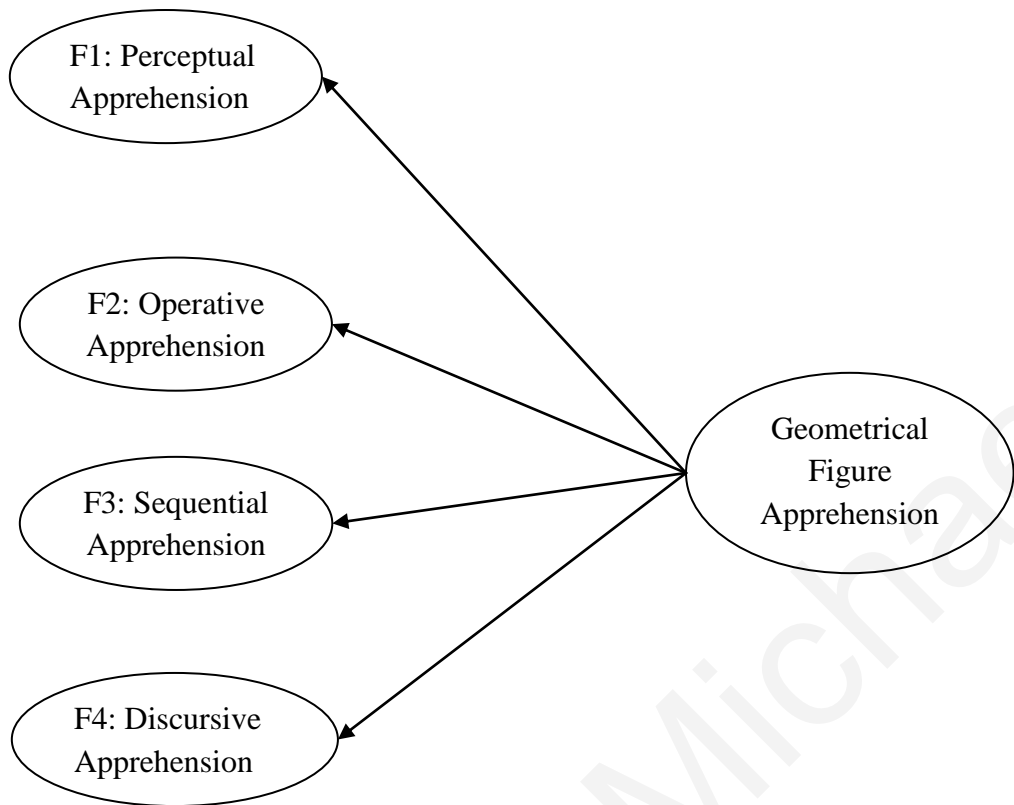 F1: Perceptual
Apprehension
F2: Operative
Apprehension
F3: Sequential
Apprehension
F4: Discursive
Apprehension
Geometrical
Figure
Apprehension